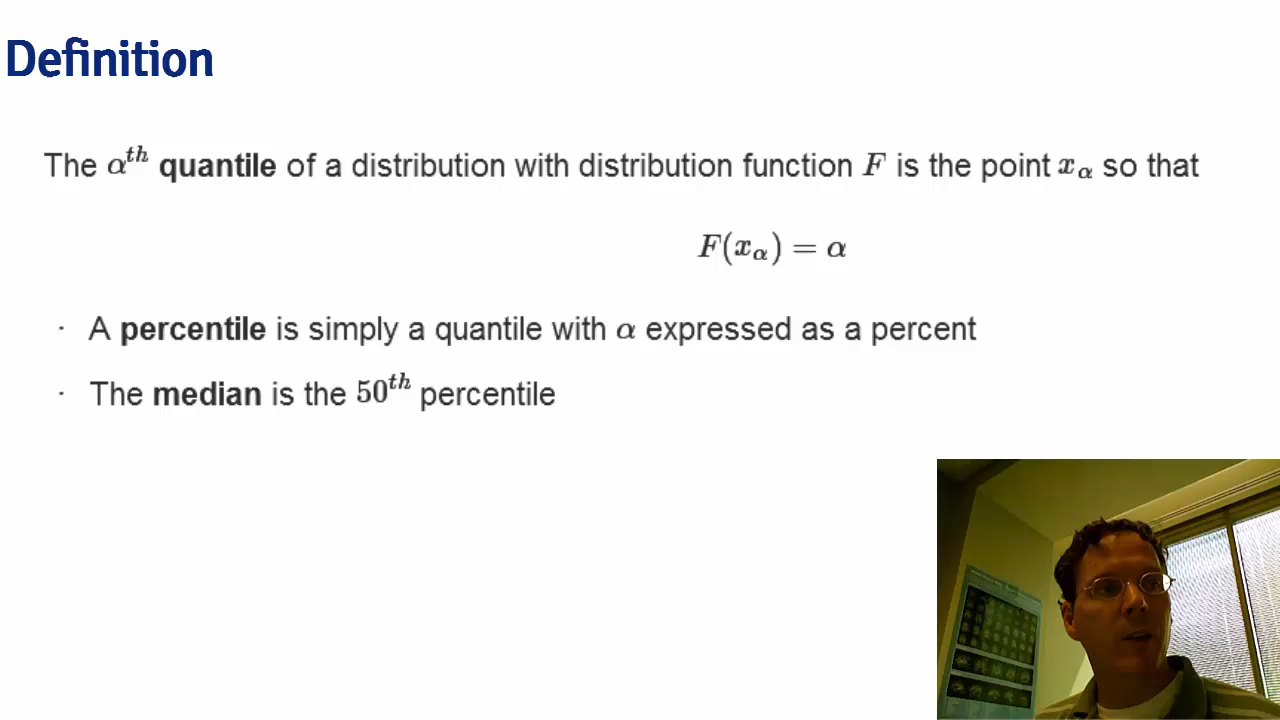 Definition
The α^th quantile of a distribution with distribution function F is the point x_α so that
F(x_α) = α
· A percentile is simply a quantile with α expressed as a percent
· The median is the 50^th percentile